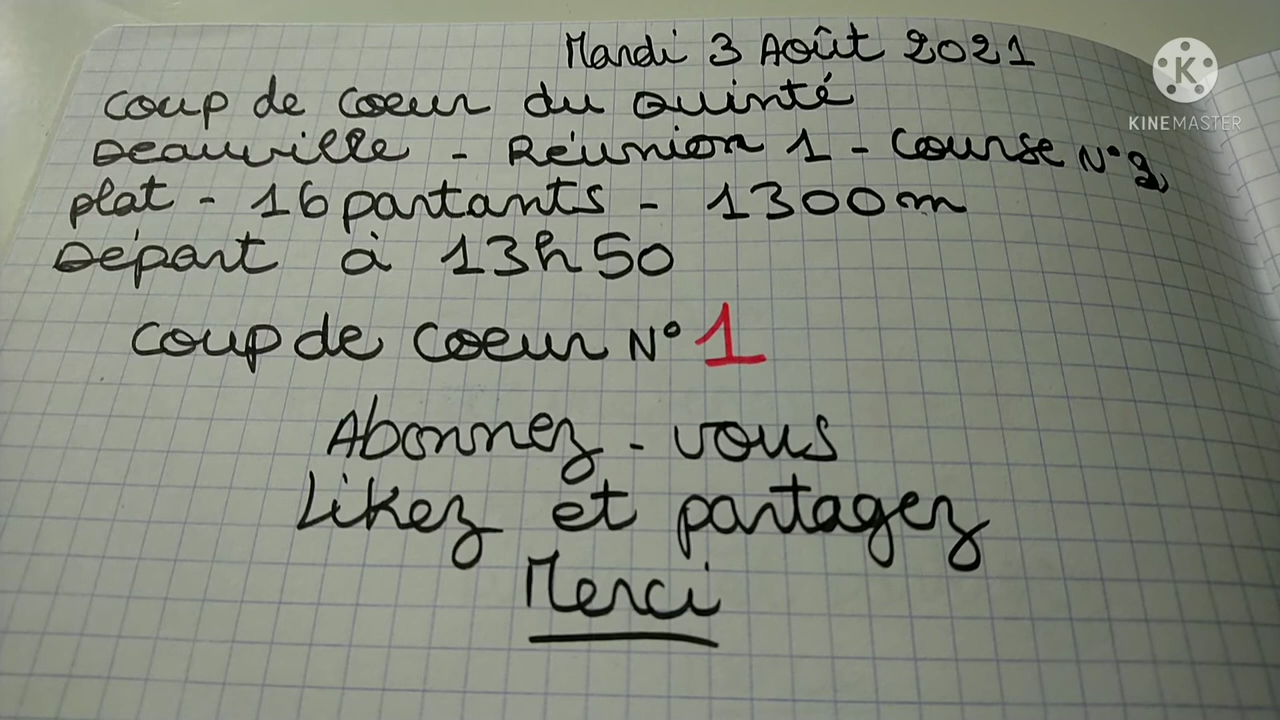 Mardi 3 Août 2021
Coup de coeur du Quinté
Deauville - Réunion 1 - Course N° 2
plat - 16 partants - 1300m
Départ à 13h50
Coup de coeur N° 1
Abonnez-vous
Likez et partagez
Merci
K
KINEMASTER